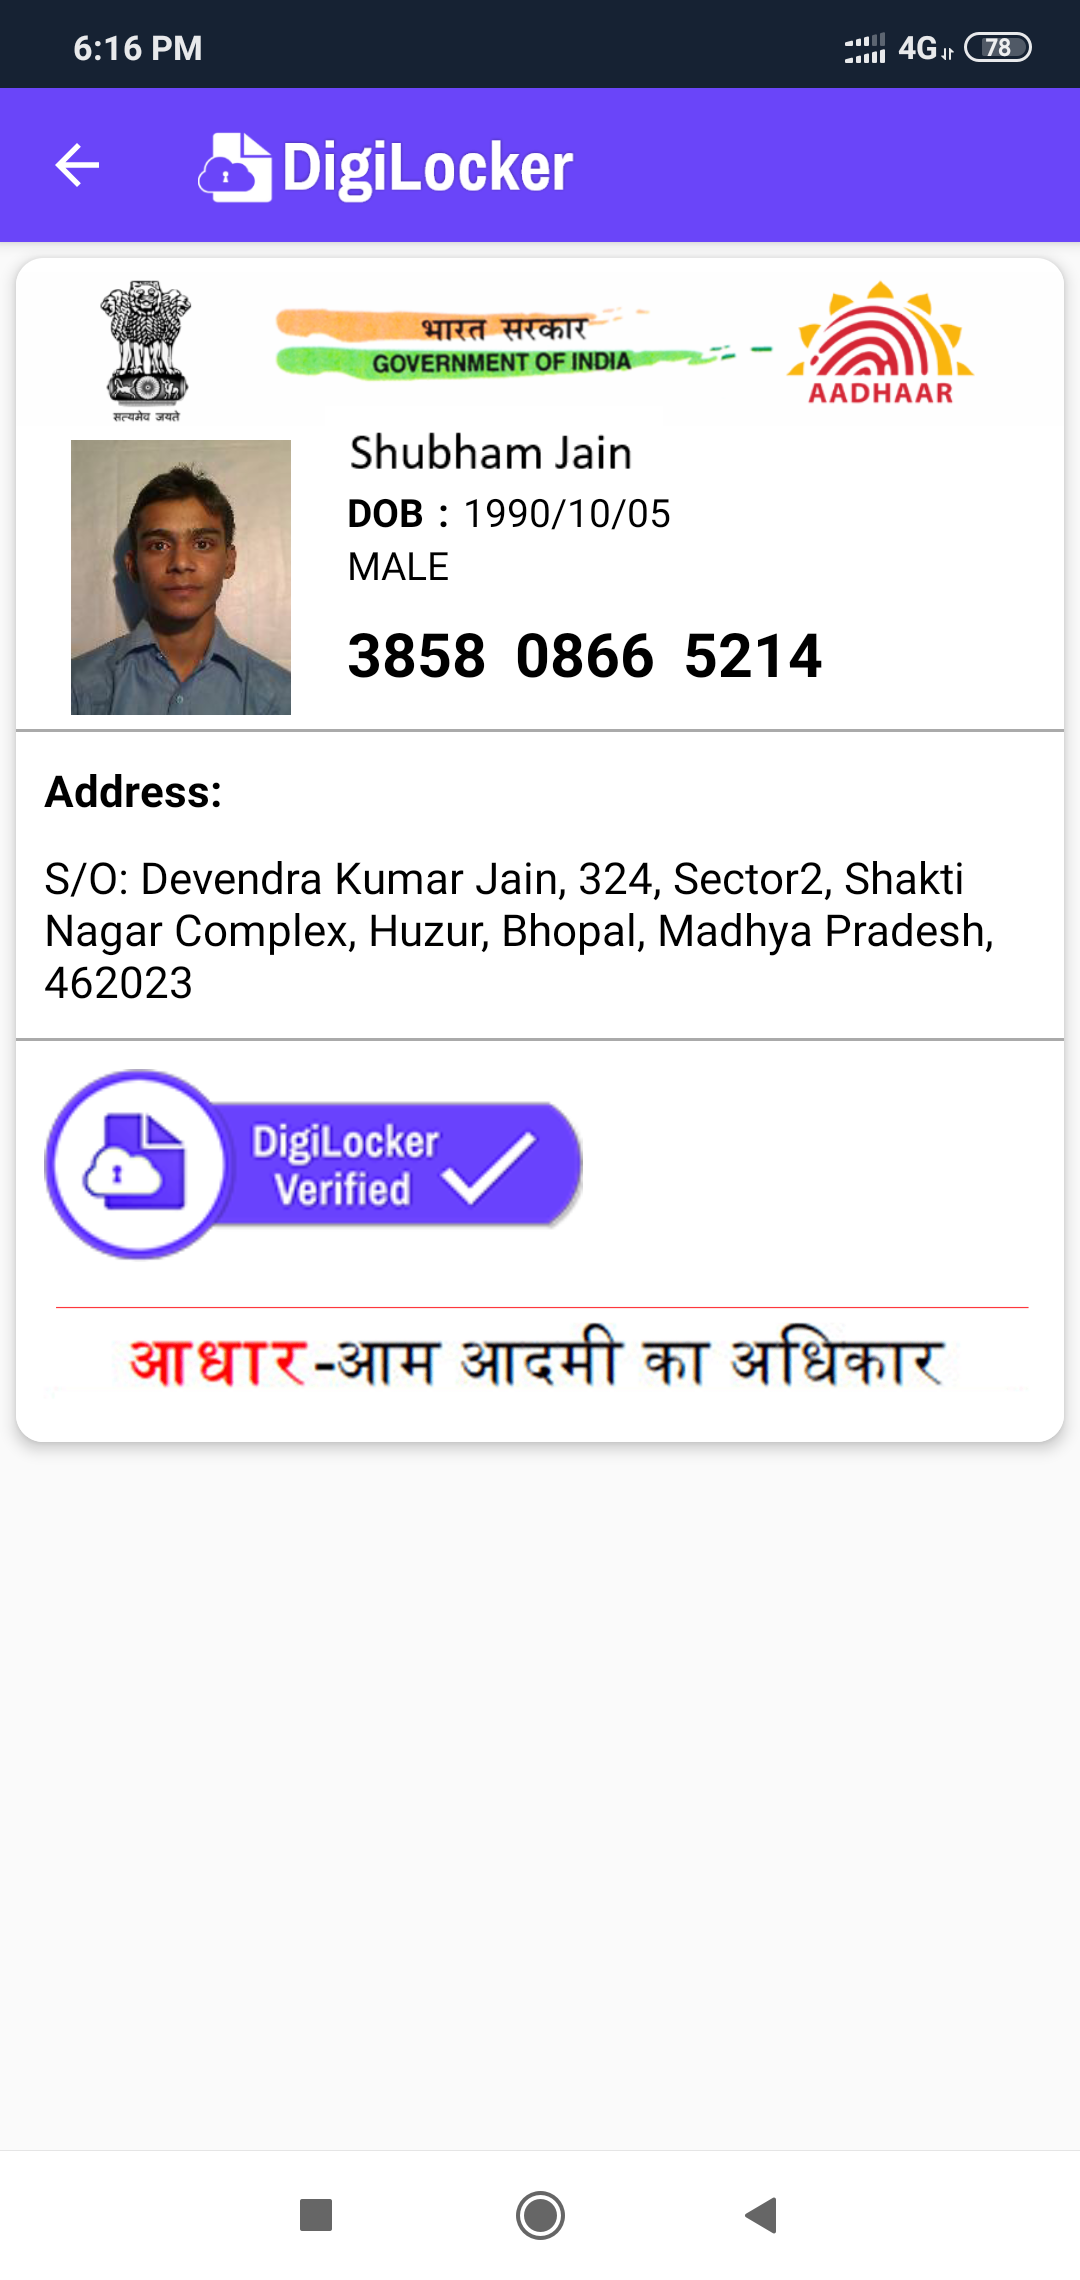 6:16 PM 4G 78
DigiLocker
सत्यमेव जयते
भारत सरकार
GOVERNMENT OF INDIA
AADHAAR
Shubham Jain
DOB : 1990/10/05
MALE
3858 0866 5214
Address:
S/O: Devendra Kumar Jain, 324, Sector2, Shakti
Nagar Complex, Huzur, Bhopal, Madhya Pradesh,
462023
DigiLocker
Verified
आधार-आम आदमी का अधिकार